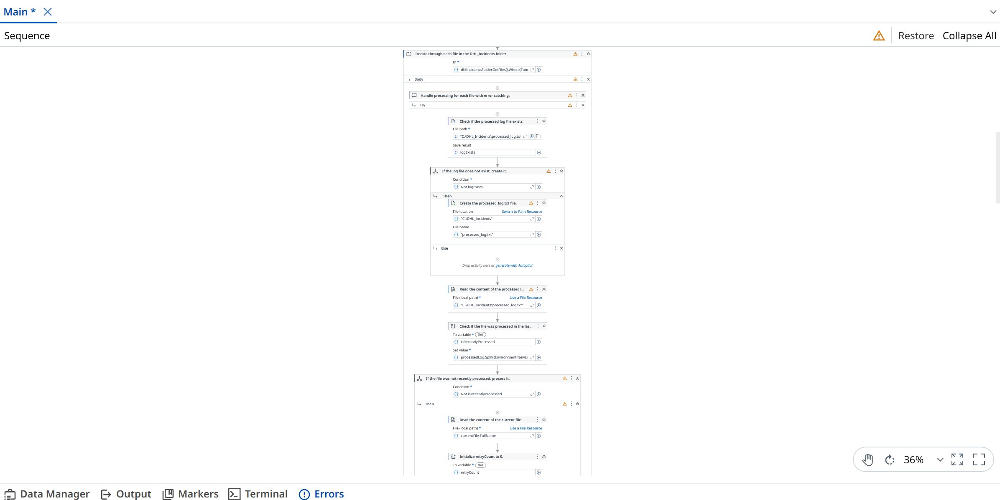 Main *
Sequence
Restore Collapse All
Iterate through each file in the DHL_Incidents folder.
In *
dhlIncidentsFolder.GetFiles().Where(Func
Body
Handle processing for each file with error catching.
Try
Check if the processed log file exists.
File path *
"C:\DHL_Incidents\processed_log.txt
Save result
logExists
If the log file does not exist, create it.
Condition *
Not logExists
Then
Create the processed_log.txt file.
File location Switch to Path Resource
"C:\DHL_Incidents"
File name
"processed_log.txt"
Else
Drop activity here or generate with Autopilot
Read the content of the processed l...
File (local path) * Use a File Resource
"C:\DHL_Incidents\processed_log.txt"
Check if the file was processed in the las...
To variable * Out
isRecentlyProcessed
Set value *
processedLog.Split({Environment.NewLi
If the file was not recently processed, process it.
Condition *
Not isRecentlyProcessed
Then
Read the content of the current file.
File (local path) * Use a File Resource
currentFile.FullName
Initialize retryCount to 0.
To variable * Out
retryCount
36%
Data Manager Output Markers Terminal Errors